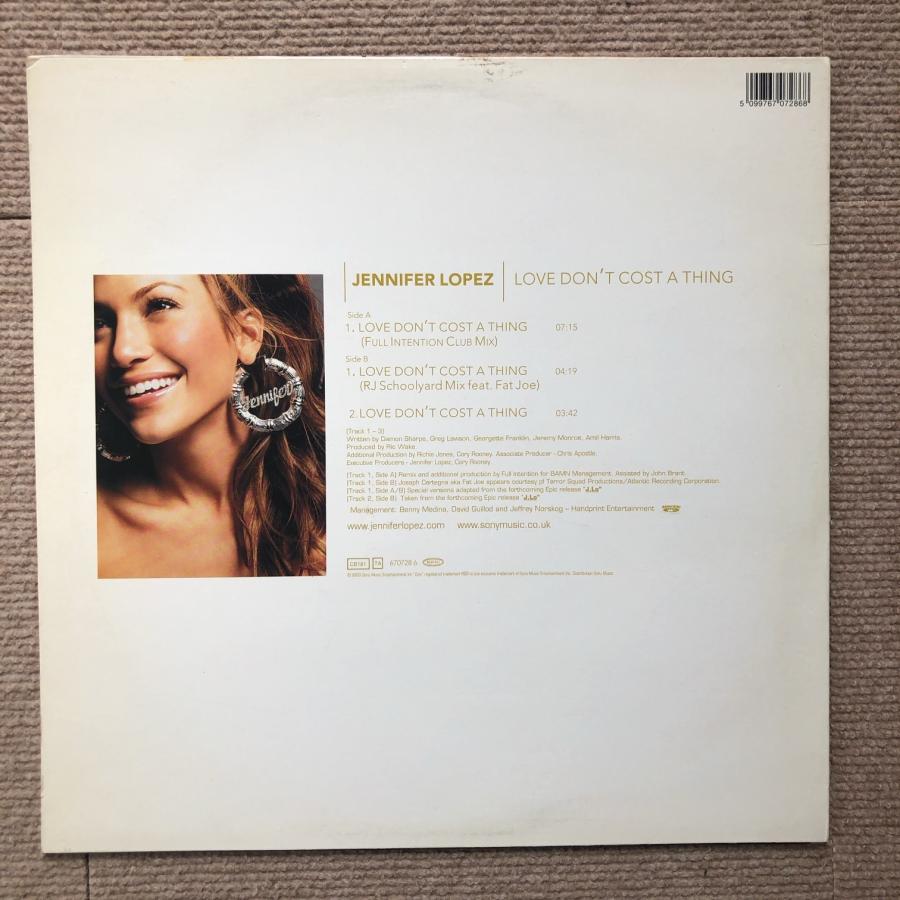 5 099767 072868
JENNIFER LOPEZ LOVE DON'T COST A THING
Jennifer
Side A
1. LOVE DON'T COST A THING 07:15
(FULL INTENTION CLUB MIX)
Side B
1. LOVE DON'T COST A THING 04:19
(RJ Schoolyard Mix feat. Fat Joe)
2. LOVE DON'T COST A THING 03:42
(Track 1 – 3)
Written by Damon Sharpe, Greg Lawson, Georgette Franklin, Jeremy Monroe, Amil Harris.
Produced by Ric Wake.
Additional Production by Richie Jones, Cory Rooney. Associate Producer - Chris Apostle.
Executive Producers - Jennifer Lopez, Cory Rooney.
(Track 1, Side A) Remix and additional production by Full Intention for BAMN Management. Assisted by John Brant.
(Track 1, Side B) Joseph Cartegna aka Fat Joe appears courtesy of Terror Squad Productions/Atlantic Recording Corporation.
(Track 1, Side A/B) Special versions adapted from the forthcoming Epic release "J.Lo"
(Track 2, Side B) Taken from the forthcoming Epic release "J.Lo"
Management: Benny Medina, David Guillod and Jeffrey Norskog – Handprint Entertainment
www.jenniferlopez.com www.sonymusic.co.uk
CB181 TA 670728 6 epic